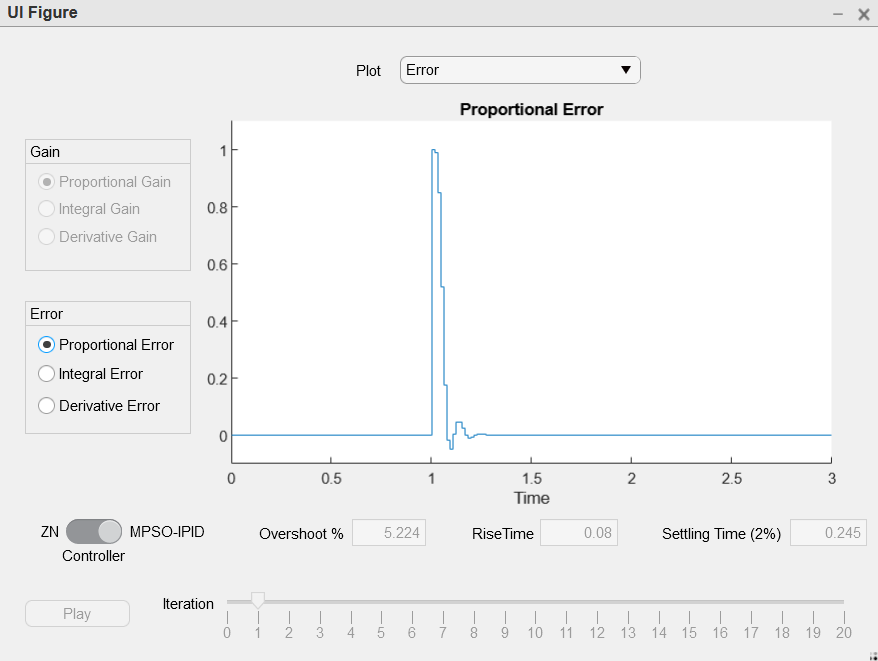 UI Figure
Plot Error
Proportional Error
Gain
Proportional Gain
Integral Gain
Derivative Gain
Error
Proportional Error
Integral Error
Derivative Error
1
0.8
0.6
0.4
0.2
0
0 0.5 1 1.5 2 2.5 3
Time
ZN MPSO-IPID
Controller
Overshoot % 5.224 RiseTime 0.08 Settling Time (2%) 0.245
Play
Iteration
0 1 2 3 4 5 6 7 8 9 10 11 12 13 14 15 16 17 18 19 20